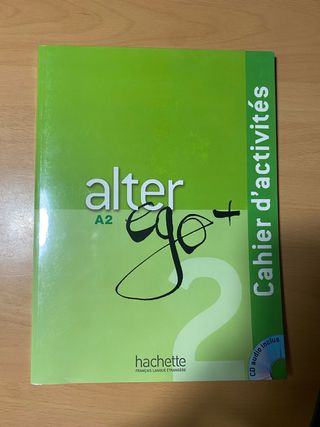 alter
A2
ego+
2
Cahier d'activités
CD audio inclus
hachette
FRANÇAIS LANGUE ÉTRANGÈRE